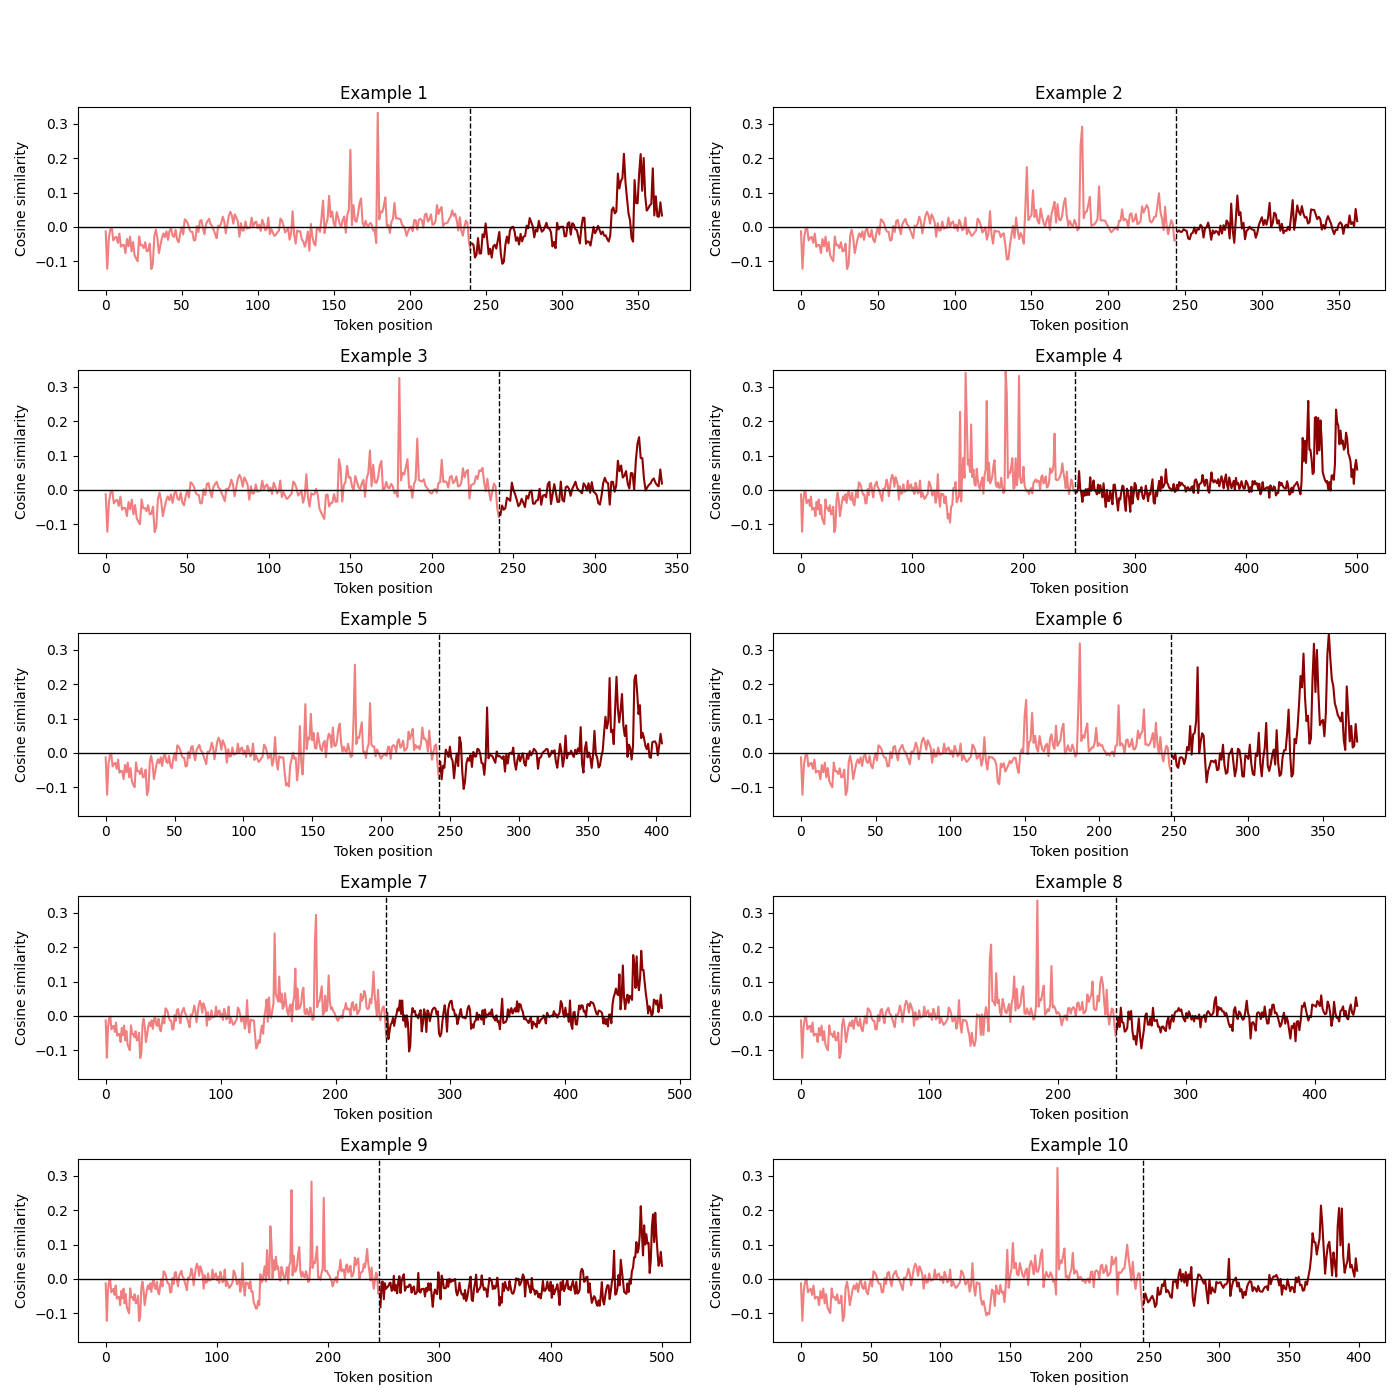 Example 1
Cosine similarity
0.3
0.2
0.1
0.0
−0.1
0 50 100 150 200 250 300 350
Token position
Example 2
Cosine similarity
0.3
0.2
0.1
0.0
−0.1
0 50 100 150 200 250 300 350
Token position
Example 3
Cosine similarity
0.3
0.2
0.1
0.0
−0.1
0 50 100 150 200 250 300 350
Token position
Example 4
Cosine similarity
0.3
0.2
0.1
0.0
−0.1
0 100 200 300 400 500
Token position
Example 5
Cosine similarity
0.3
0.2
0.1
0.0
−0.1
0 50 100 150 200 250 300 350 400
Token position
Example 6
Cosine similarity
0.3
0.2
0.1
0.0
−0.1
0 50 100 150 200 250 300 350
Token position
Example 7
Cosine similarity
0.3
0.2
0.1
0.0
−0.1
0 100 200 300 400 500
Token position
Example 8
Cosine similarity
0.3
0.2
0.1
0.0
−0.1
0 100 200 300 400
Token position
Example 9
Cosine similarity
0.3
0.2
0.1
0.0
−0.1
0 100 200 300 400 500
Token position
Example 10
Cosine similarity
0.3
0.2
0.1
0.0
−0.1
0 50 100 150 200 250 300 350 400
Token position